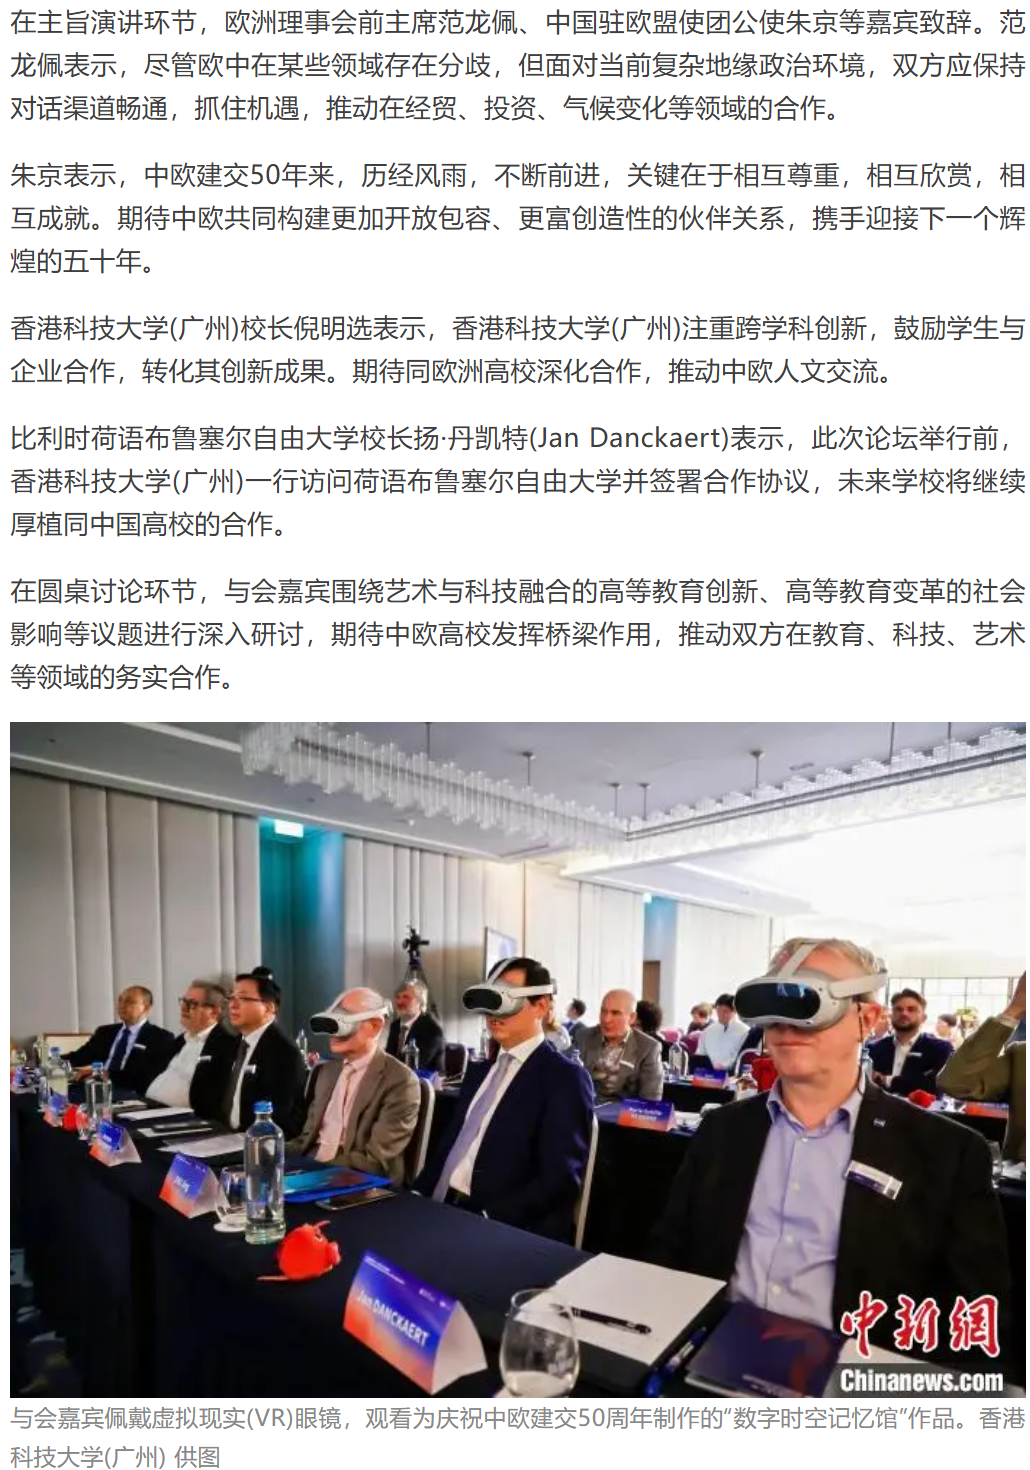 在主旨演讲环节，欧洲理事会前主席范龙佩、中国驻欧盟使团公使朱京等嘉宾致辞。范
龙佩表示，尽管欧中在某些领域存在分歧，但面对当前复杂地缘政治环境，双方应保持
对话渠道畅通，抓住机遇，推动在经贸、投资、气候变化等领域的合作。
朱京表示，中欧建交50年来，历经风雨，不断前进，关键在于相互尊重，相互欣赏，相
互成就。期待中欧共同构建更加开放包容、更富创造性的伙伴关系，携手迎接下一个辉
煌的五十年。
香港科技大学(广州)校长倪明选表示，香港科技大学(广州)注重跨学科创新，鼓励学生与
企业合作，转化其创新成果。期待同欧洲高校深化合作，推动中欧人文交流。
比利时荷语布鲁塞尔自由大学校长扬·丹凯特(Jan Danckaert)表示，此次论坛举行前，
香港科技大学(广州)一行访问荷语布鲁塞尔自由大学并签署合作协议，未来学校将继续
厚植同中国高校的合作。
在圆桌讨论环节，与会嘉宾围绕艺术与科技融合的高等教育创新、高等教育变革的社会
影响等议题进行深入研讨，期待中欧高校发挥桥梁作用，推动双方在教育、科技、艺术
等领域的务实合作。
Jan DANCKAERT
中新網
Chinanews.com
与会嘉宾佩戴虚拟现实(VR)眼镜，观看为庆祝中欧建交50周年制作的“数字时空记忆馆”作品。香港
科技大学(广州) 供图